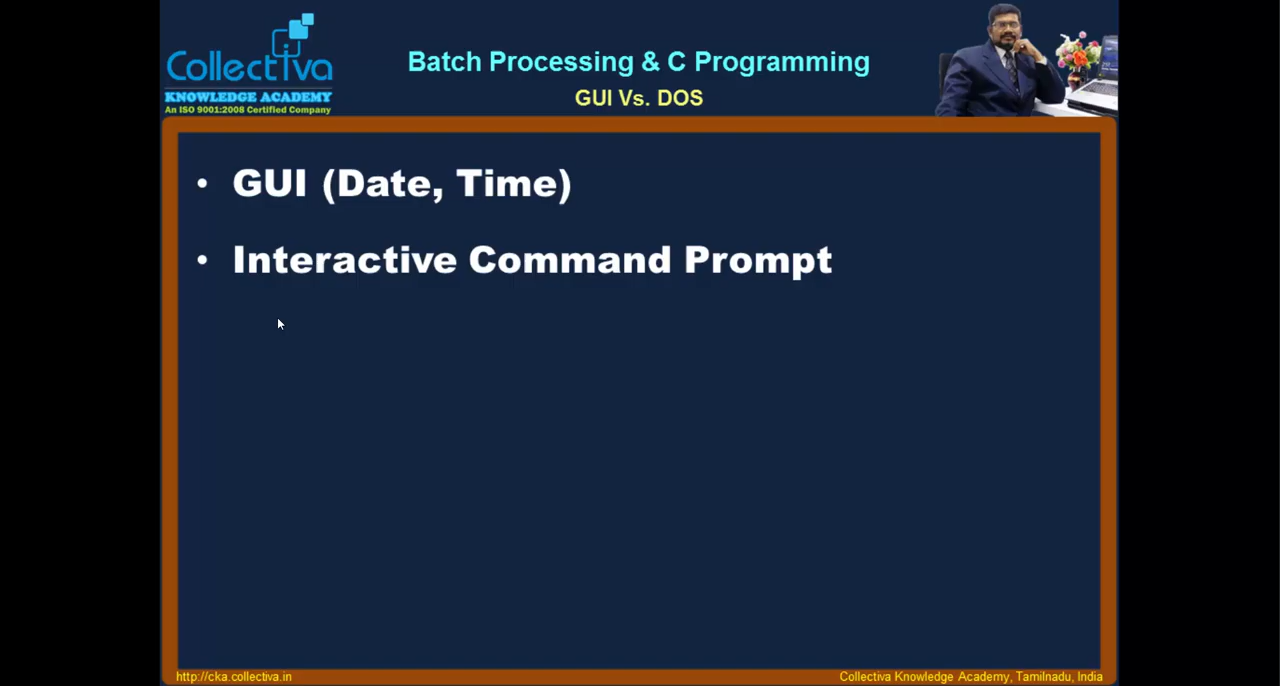 Collectiva
KNOWLEDGE ACADEMY
An ISO 9001:2008 Certified Company
Batch Processing & C Programming
GUI Vs. DOS
• GUI (Date, Time)
• Interactive Command Prompt
http://cka.collectiva.in
Collectiva Knowledge Academy, Tamilnadu, India